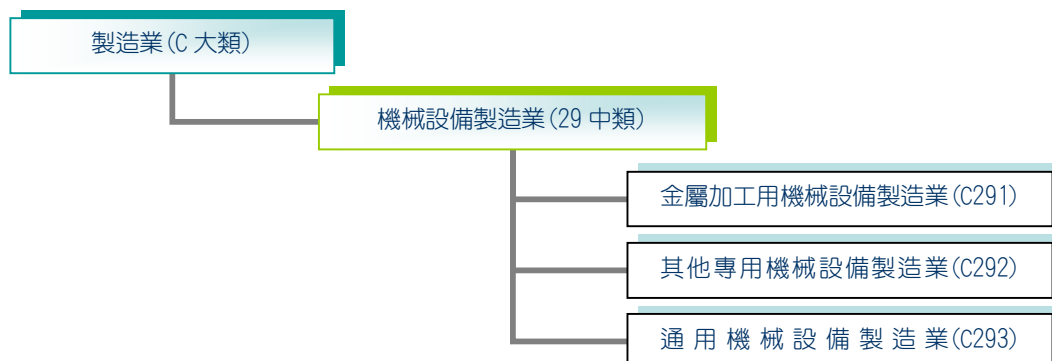 製造業(C 大類)
機械設備製造業(29 中類)
金屬加工用機械設備製造業(C291)
其他專用機械設備製造業(C292)
通用機械設備製造業(C293)